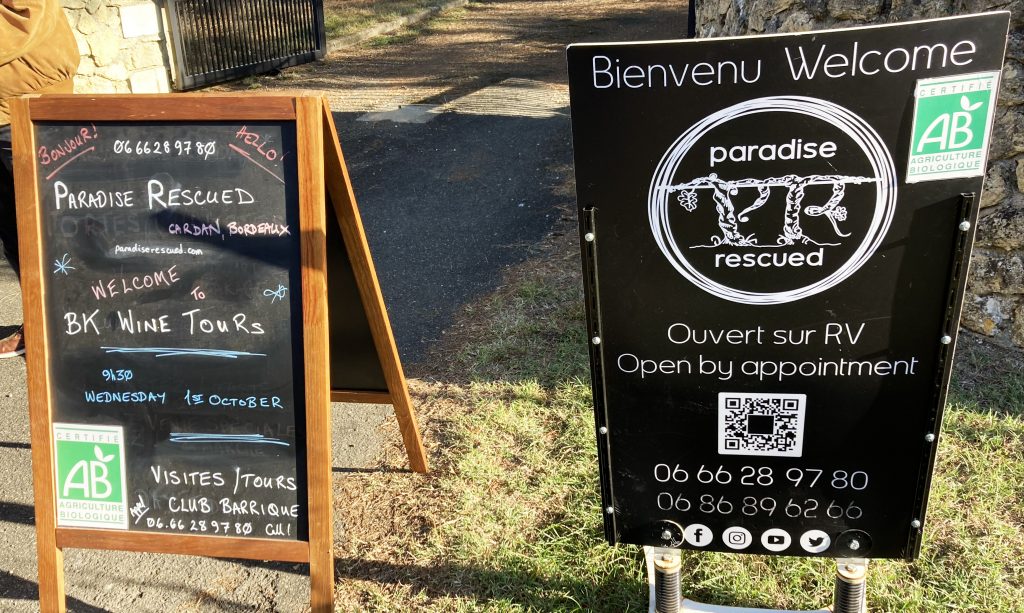 BONJOUR!
HELLO!
06 66 28 97 80
PARADISE RESCUED
CARDAN, BORDEAUX
paradiserescued.com
WELCOME
TO
BK WINE TOURS
9h30
WEDNESDAY 1ST OCTOBER
CERTIFIÉ
AB
AGRICULTURE
BIOLOGIQUE
VISITES/TOURS
CLUB BARRIQUE
06.66 28 97 80 Call!
Bienvenu Welcome
CERTIFIÉ
AB
AGRICULTURE
BIOLOGIQUE
paradise
PR
rescued
Ouvert sur RV
Open by appointment
06 66 28 97 80
06 86 89 62 66